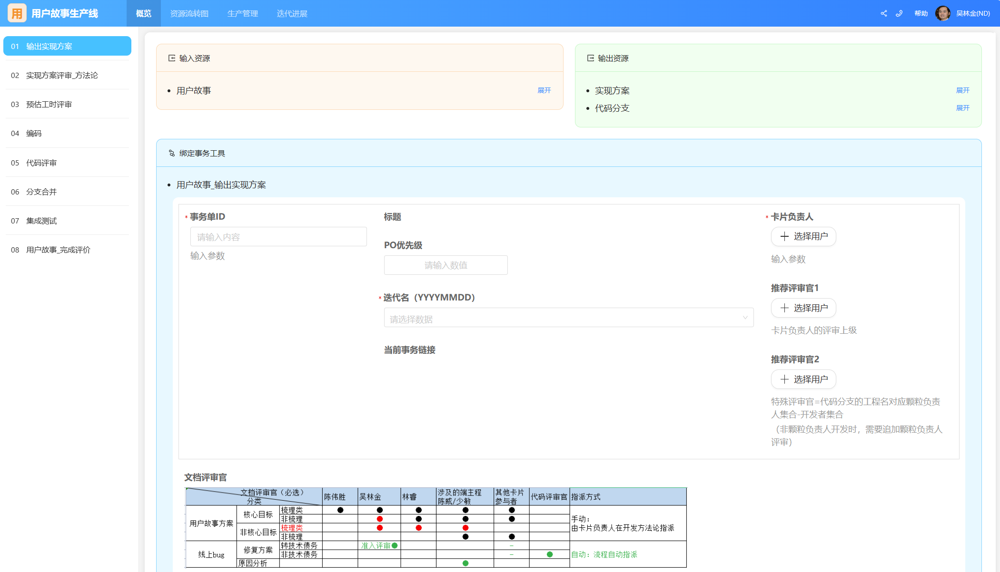 用 用户故事生产线 概览 资源流转图 生产管理 迭代进展 帮助 吴林金(ND)
01 输出实现方案
02 实现方案评审_方法论
03 预估工时评审
04 编码
05 代码评审
06 分支合并
07 集成测试
08 用户故事_完成评价
输入资源
用户故事 展开
输出资源
实现方案 展开
代码分支 展开
绑定事务工具
用户故事_输出实现方案
* 事务单ID
请输入内容
输入参数
标题
PO优先级
请输入数值
* 迭代名（YYYYMMDD）
请选择数据
当前事务链接
* 卡片负责人
选择用户
输入参数
推荐评审官1
选择用户
卡片负责人的评审上级
推荐评审官2
选择用户
特殊评审官=代码分支的工程名对应颗粒负责
人集合-开发者集合
（非颗粒负责人开发时，需要追加颗粒负责人
评审）
文档评审官
文档评审官（必选）
分类
陈伟胜 吴林金 林睿 涉及的端主程
陈威/少敏
其他卡片
参与者
代码评审官 指派方式
用户故事方案 核心目标 梳理类 ● ● ● ● ●
非梳理 ● ● ● ●
非核心目标 梳理类 ● ● ●
非梳理 ● ●
手动：
由卡片负责人在开发方法论指派
线上bug 修复方案 转技术债务 准入评审● –
非技术债务 – ●
原因分析 ●
自动：流程自动指派